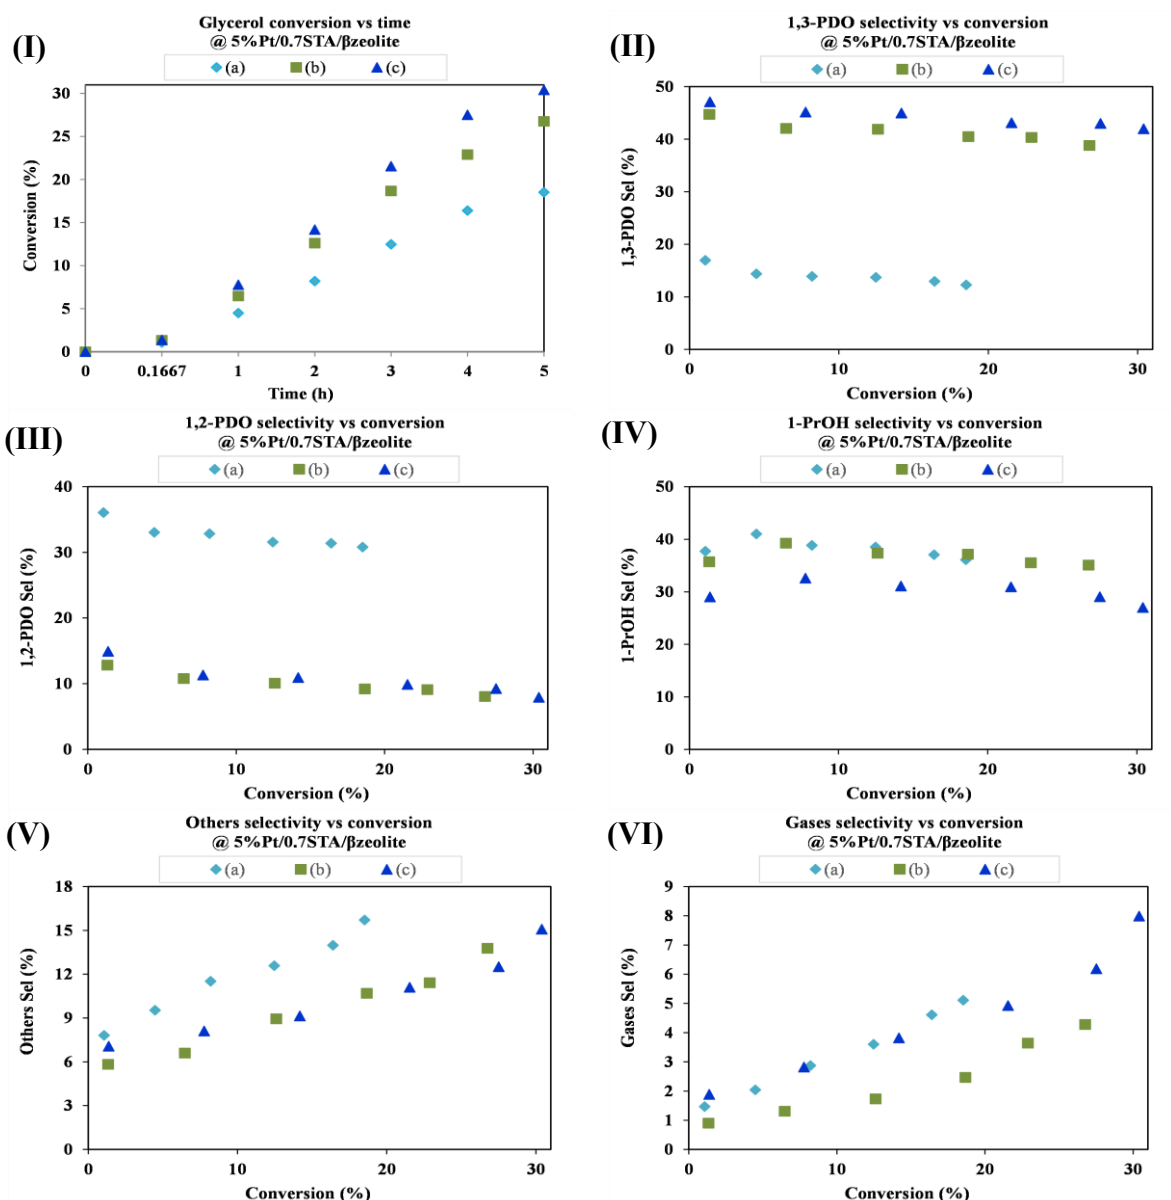 (I)
Glycerol conversion vs time
@ 5%Pt/0.7STA/βzeolite
(a) (b) (c)
Conversion (%)
30
25
20
15
10
5
0
0 0.1667 1 2 3 4 5
Time (h)
(II)
1,3-PDO selectivity vs conversion
@ 5%Pt/0.7STA/βzeolite
(a) (b) (c)
1,3-PDO Sel (%)
50
40
30
20
10
0
0 10 20 30
Conversion (%)
(III)
1,2-PDO selectivity vs conversion
@ 5%Pt/0.7STA/βzeolite
(a) (b) (c)
1,2-PDO Sel (%)
40
30
20
10
0
0 10 20 30
Conversion (%)
(IV)
1-PrOH selectivity vs conversion
@ 5%Pt/0.7STA/βzeolite
(a) (b) (c)
1-PrOH Sel (%)
50
40
30
20
10
0
0 10 20 30
Conversion (%)
(V)
Others selectivity vs conversion
@ 5%Pt/0.7STA/βzeolite
(a) (b) (c)
Others Sel (%)
18
15
12
9
6
3
0
0 10 20 30
Conversion (%)
(VI)
Gases selectivity vs conversion
@ 5%Pt/0.7STA/βzeolite
(a) (b) (c)
Gases Sel (%)
9
8
7
6
5
4
3
2
1
0
0 10 20 30
Conversion (%)